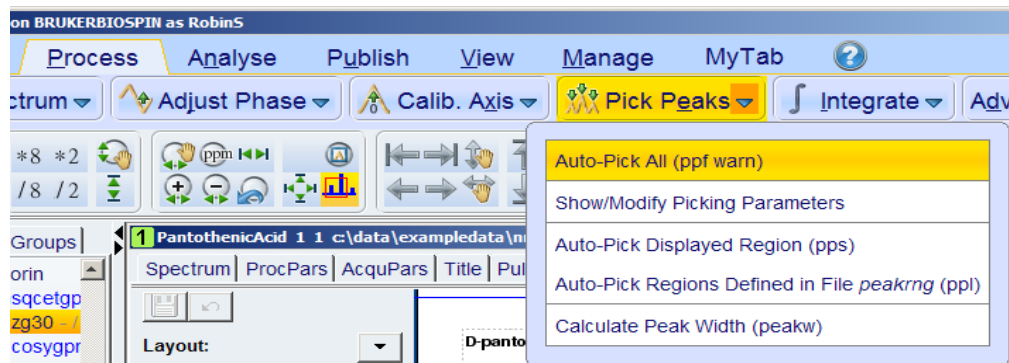 on BRUKERBIOSPIN as RobinS
Process Analyse Publish View Manage MyTab ?
ctrum Adjust Phase Calib. Axis Pick Peaks Integrate Adv
*8 *2 ppm
/8 /2
Auto-Pick All (ppf warn)
Show/Modify Picking Parameters
Auto-Pick Displayed Region (pps)
Auto-Pick Regions Defined in File peakrng (ppl)
Calculate Peak Width (peakw)
Groups
orin
sqcetgp
zg30 - /
cosygpr
1 PantothenicAcid 1 1 c:\data\exampledata\n
Spectrum ProcPars AcquPars Title Pul
Layout:
D-panto